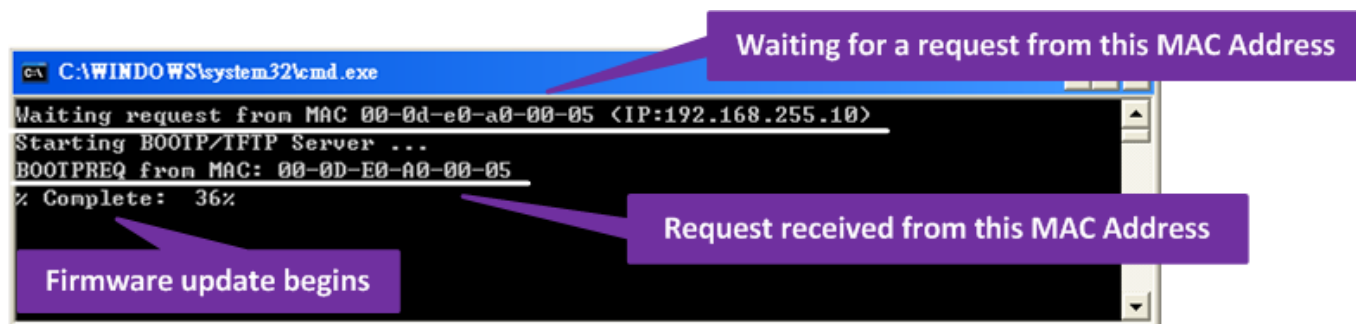 Waiting for a request from this MAC Address
C:\WINDOWS\system32\cmd.exe
Waiting request from MAC 00-0d-e0-a0-00-05 (IP:192.168.255.10)
Starting BOOTP/TFTP Server ...
BOOTPREQ from MAC: 00-0D-E0-A0-00-05
% Complete:  36%
Request received from this MAC Address
Firmware update begins